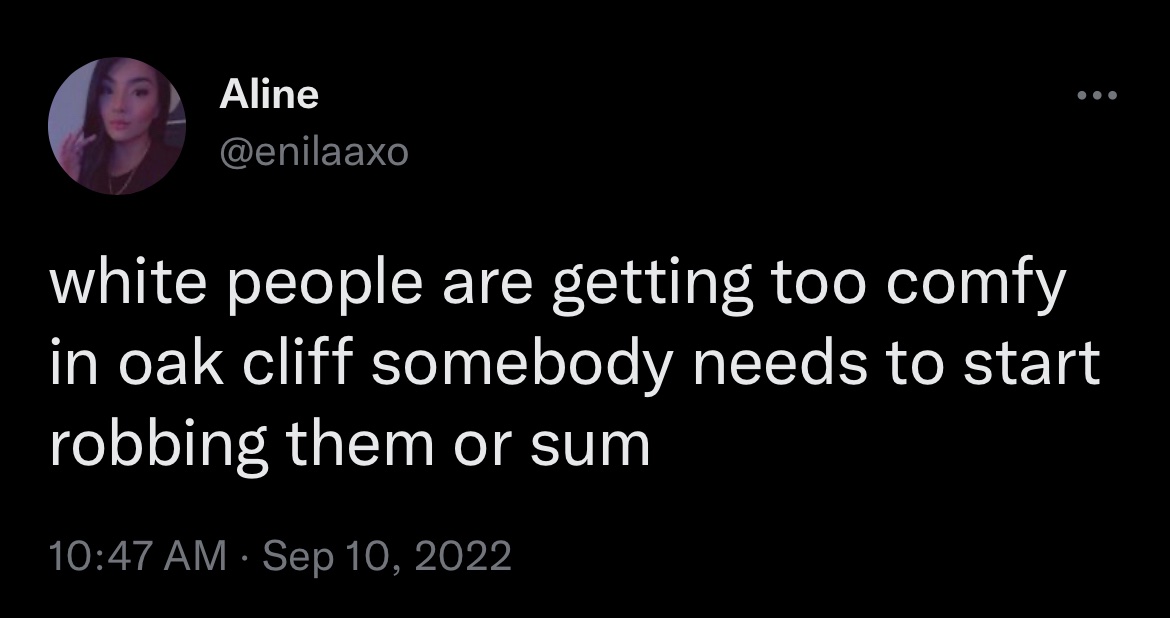 Aline
@enilaaxo
white people are getting too comfy
in oak cliff somebody needs to start
robbing them or sum
10:47 AM · Sep 10, 2022